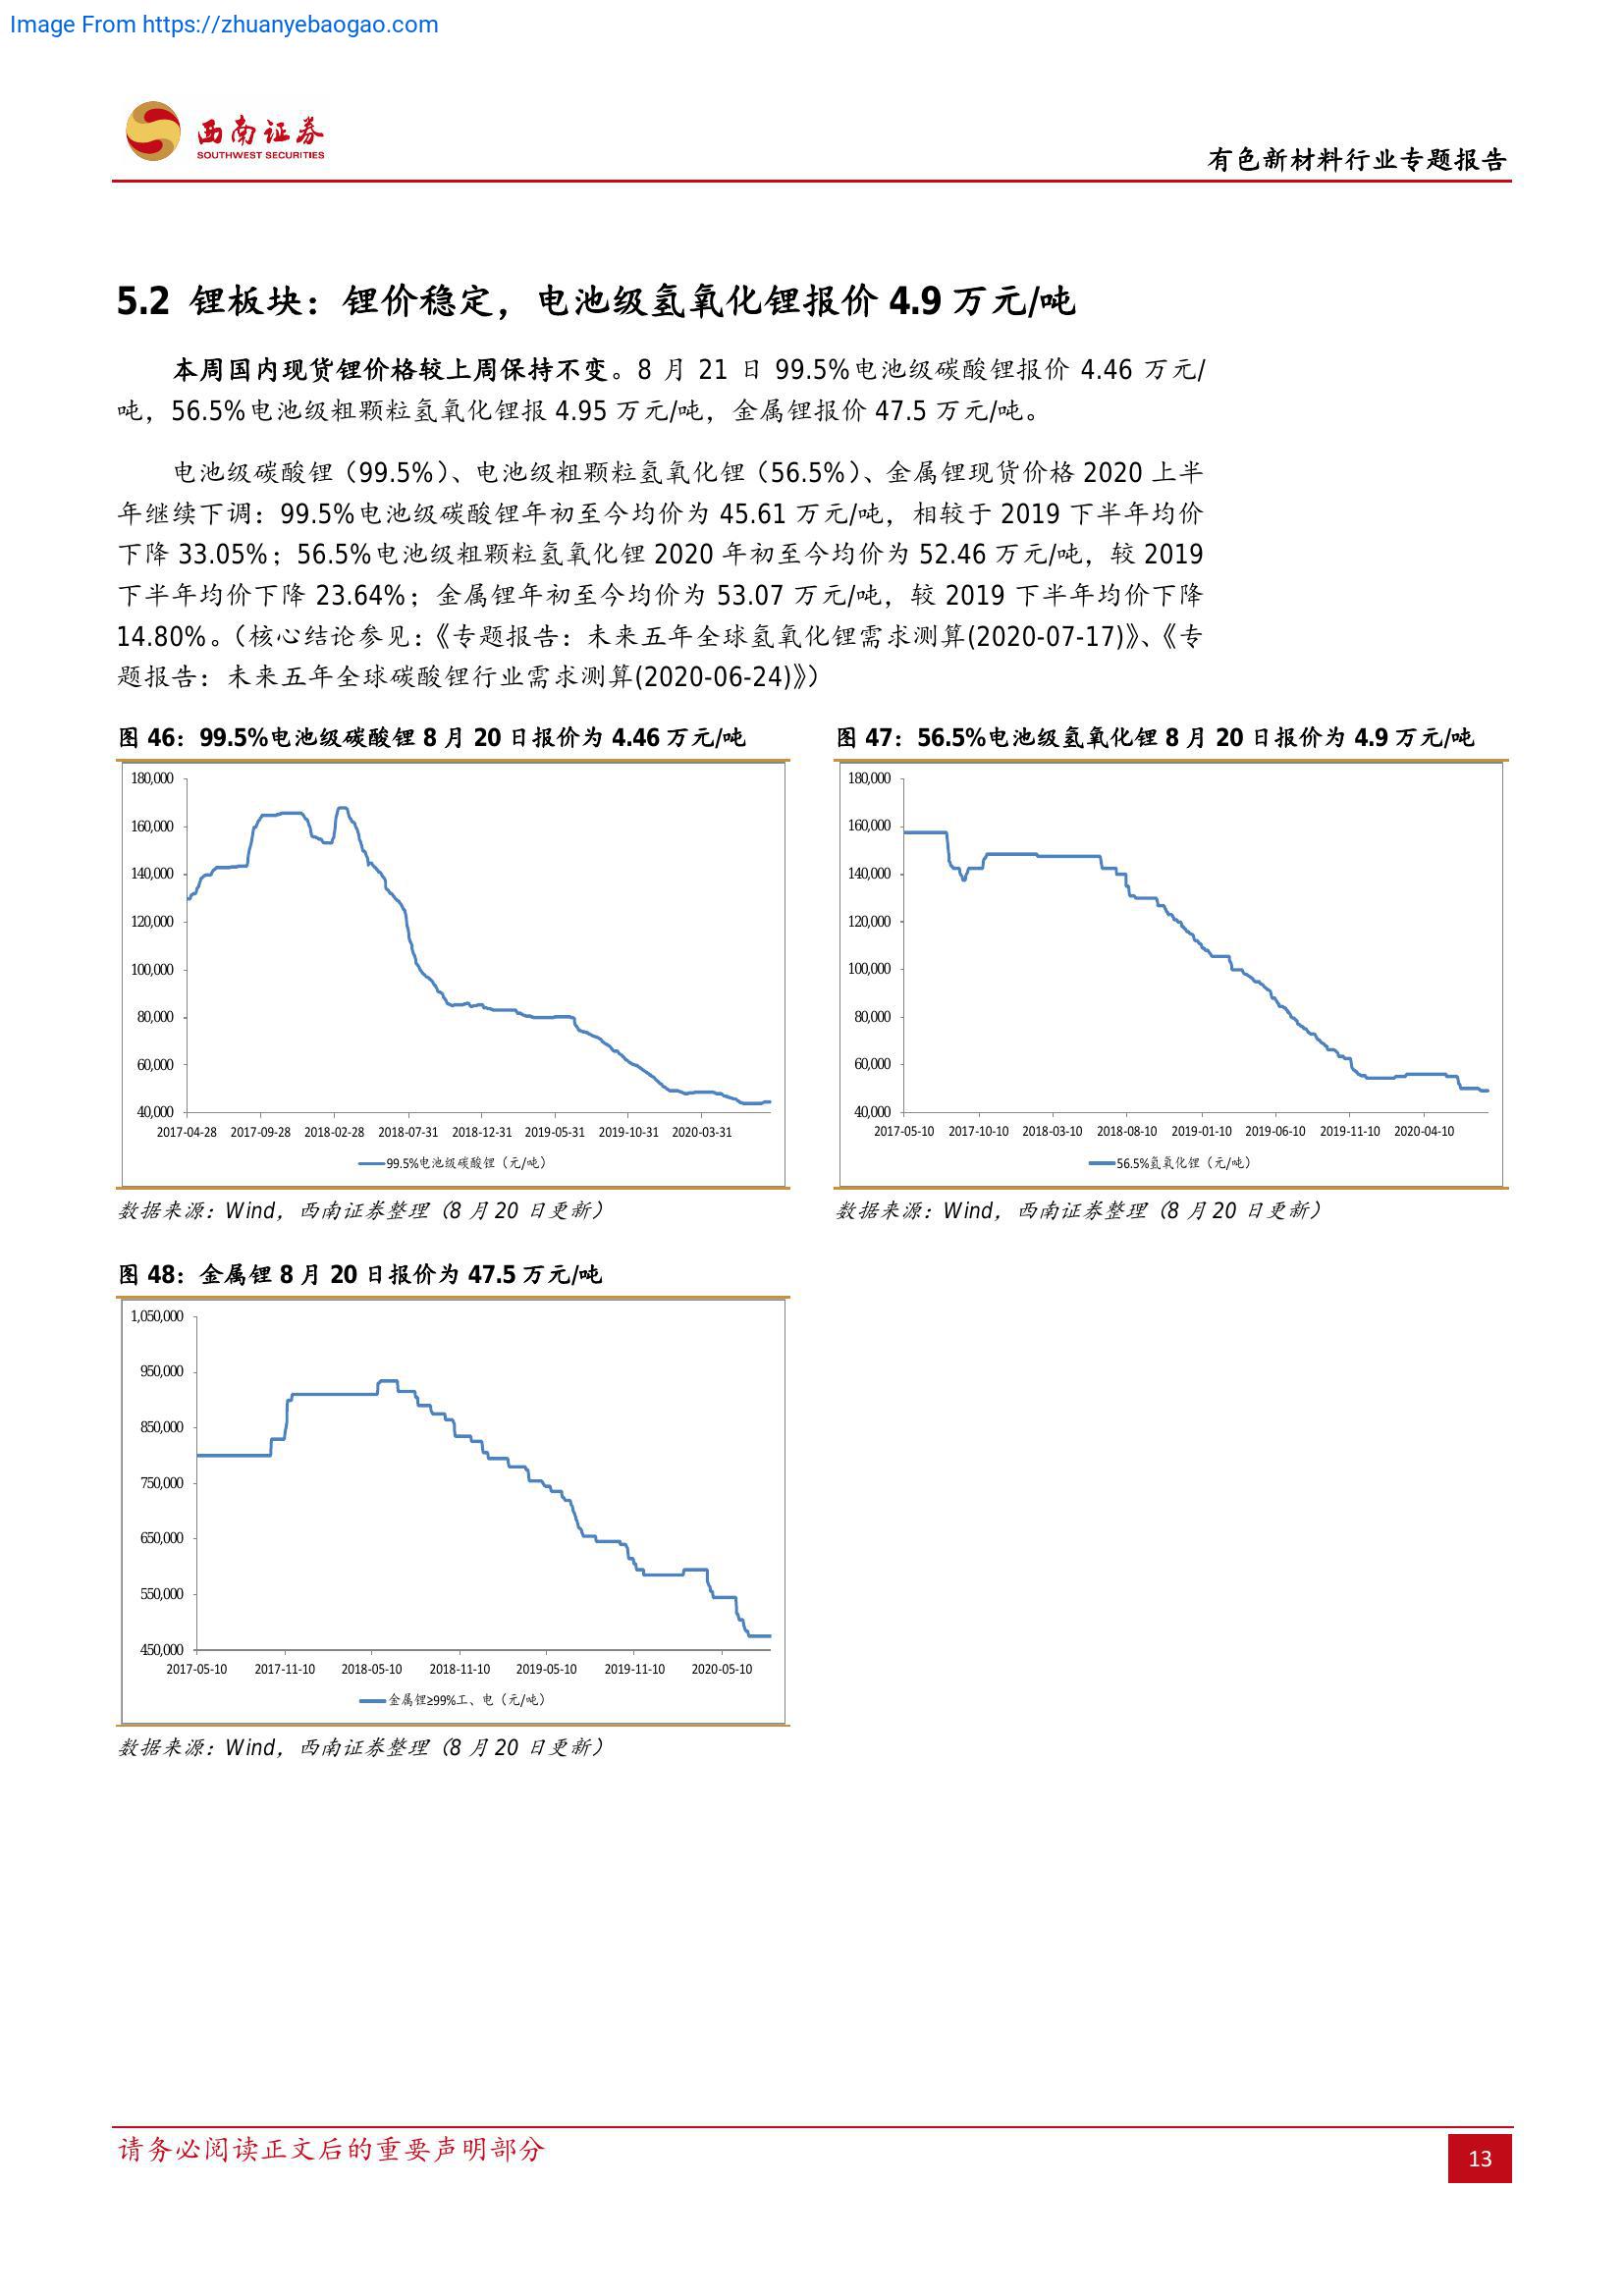 Image From https://zhuanyebaogao.com
西南证券
SOUTHWEST SECURITIES
有色新材料行业专题报告
5.2 锂板块：锂价稳定，电池级氢氧化锂报价 4.9 万元/吨
本周国内现货锂价格较上周保持不变。8 月 21 日 99.5%电池级碳酸锂报价 4.46 万元/
吨，56.5%电池级粗颗粒氢氧化锂报 4.95 万元/吨，金属锂报价 47.5 万元/吨。
电池级碳酸锂（99.5%）、电池级粗颗粒氢氧化锂（56.5%）、金属锂现货价格 2020 上半
年继续下调：99.5%电池级碳酸锂年初至今均价为 45.61 万元/吨，相较于 2019 下半年均价
下降 33.05%；56.5%电池级粗颗粒氢氧化锂 2020 年初至今均价为 52.46 万元/吨，较 2019
下半年均价下降 23.64%；金属锂年初至今均价为 53.07 万元/吨，较 2019 下半年均价下降
14.80%。（核心结论参见：《专题报告：未来五年全球氢氧化锂需求测算(2020-07-17)》、《专
题报告：未来五年全球碳酸锂行业需求测算(2020-06-24)》）
图 46：99.5%电池级碳酸锂 8 月 20 日报价为 4.46 万元/吨
180,000
160,000
140,000
120,000
100,000
80,000
60,000
40,000
2017-04-28 2017-09-28 2018-02-28 2018-07-31 2018-12-31 2019-05-31 2019-10-31 2020-03-31
99.5%电池级碳酸锂（元/吨）
数据来源：Wind，西南证券整理（8 月 20 日更新）
图 47：56.5%电池级氢氧化锂 8 月 20 日报价为 4.9 万元/吨
180,000
160,000
140,000
120,000
100,000
80,000
60,000
40,000
2017-05-10 2017-10-10 2018-03-10 2018-08-10 2019-01-10 2019-06-10 2019-11-10 2020-04-10
56.5%氢氧化锂（元/吨）
数据来源：Wind，西南证券整理（8 月 20 日更新）
图 48：金属锂 8 月 20 日报价为 47.5 万元/吨
1,050,000
950,000
850,000
750,000
650,000
550,000
450,000
2017-05-10 2017-11-10 2018-05-10 2018-11-10 2019-05-10 2019-11-10 2020-05-10
金属锂≥99%工、电（元/吨）
数据来源：Wind，西南证券整理（8 月 20 日更新）
请务必阅读正文后的重要声明部分
13